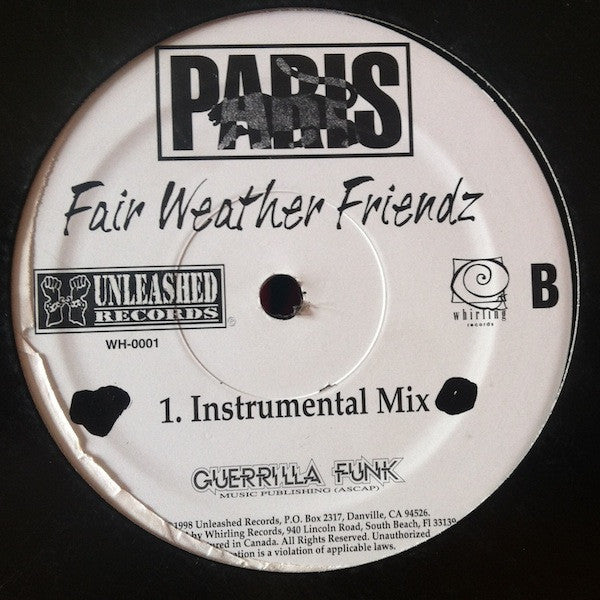 PARIS
Fair Weather Friendz
UNLEASHED
RECORDS
®
WH-0001
whirling
records
B
1. Instrumental Mix
GUERRILLA FUNK
MUSIC PUBLISHING (ASCAP)
1998 Unleashed Records, P.O. Box 2317, Danville, CA 94526.
by Whirling Records, 940 Lincoln Road, South Beach, Fl 33139
in Canada. All Rights Reserved. Unauthorized
is a violation of applicable laws.